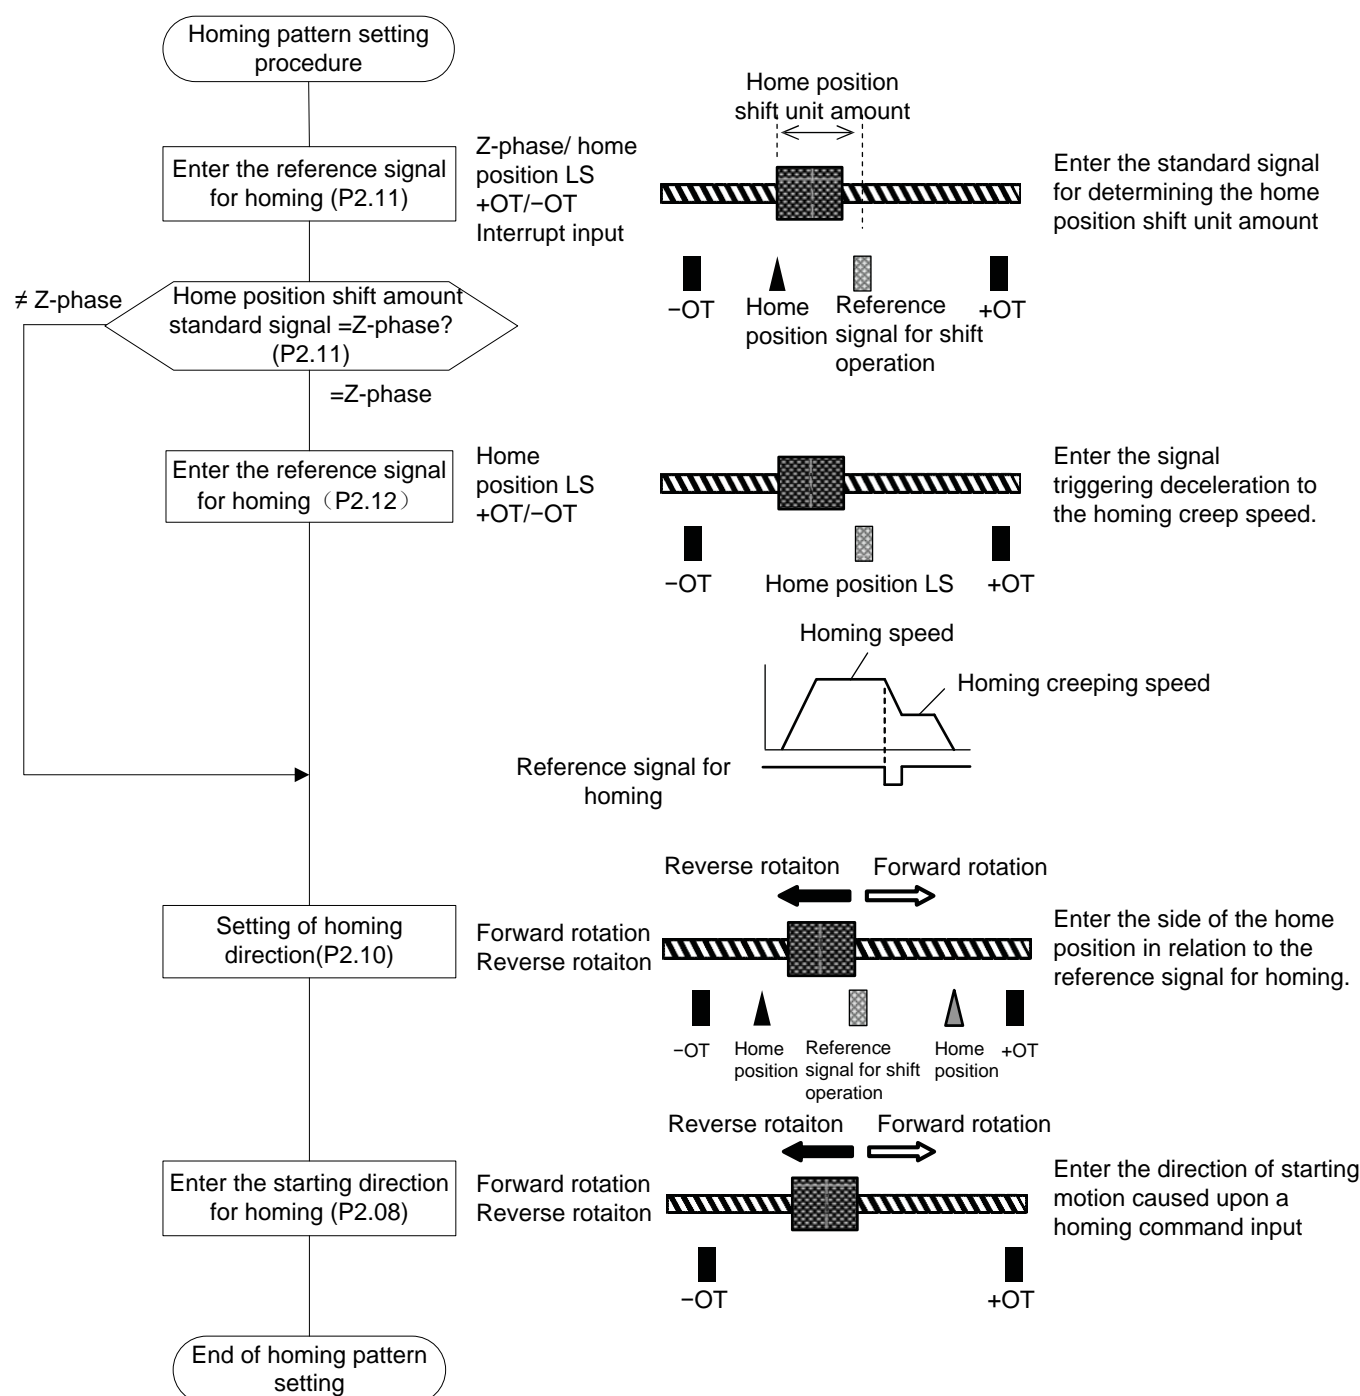 Homing pattern setting
procedure
Home position
shift unit amount
Enter the reference signal
for homing (P2.11)
Z-phase/ home
position LS
+OT/−OT
Interrupt input
Enter the standard signal
for determining the home
position shift unit amount
−OT
Home
position
Reference
signal for shift
operation
+OT
≠ Z-phase
Home position shift amount
standard signal =Z-phase?
(P2.11)
=Z-phase
Enter the reference signal
for homing（P2.12）
Home
position LS
+OT/−OT
Enter the signal
triggering deceleration to
the homing creep speed.
−OT
Home position LS
+OT
Homing speed
Homing creeping speed
Reference signal for
homing
Reverse rotaiton
Forward rotation
Setting of homing
direction(P2.10)
Forward rotation
Reverse rotaiton
Enter the side of the home
position in relation to the
reference signal for homing.
−OT
Home
position
Reference
signal for shift
operation
Home
position
+OT
Reverse rotaiton
Forward rotation
Enter the starting direction
for homing (P2.08)
Forward rotation
Reverse rotaiton
Enter the direction of starting
motion caused upon a
homing command input
−OT
+OT
End of homing pattern
setting